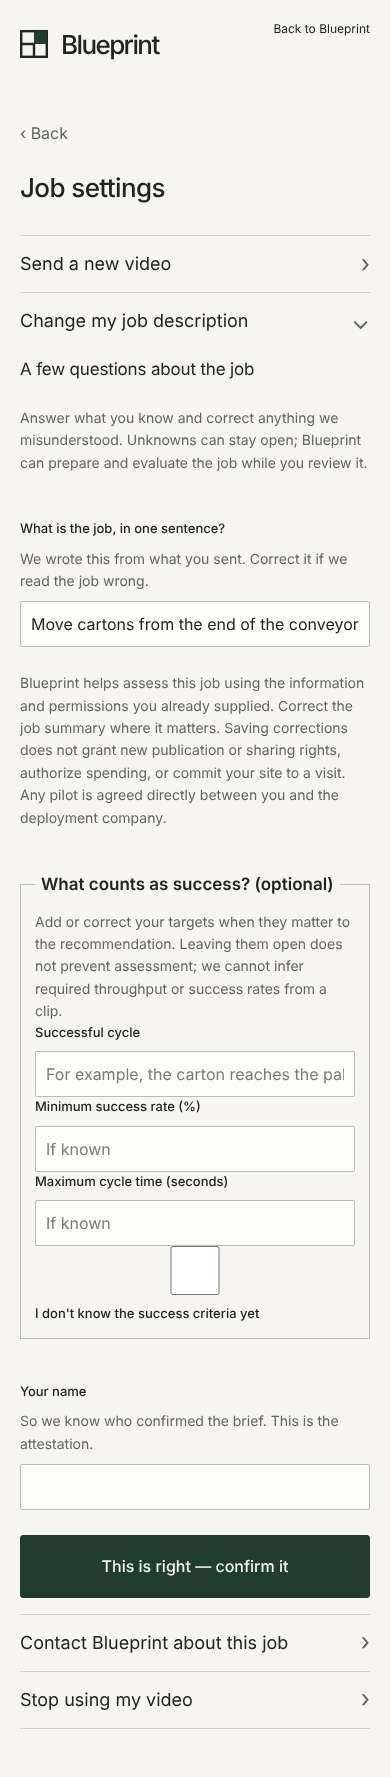 Blueprint
Back to Blueprint
‹ Back
Job settings
Send a new video
Change my job description
A few questions about the job
Answer what you know and correct anything we
misunderstood. Unknowns can stay open; Blueprint
can prepare and evaluate the job while you review it.
What is the job, in one sentence?
We wrote this from what you sent. Correct it if we
read the job wrong.
Move cartons from the end of the conveyor
Blueprint helps assess this job using the information
and permissions you already supplied. Correct the
job summary where it matters. Saving corrections
does not grant new publication or sharing rights,
authorize spending, or commit your site to a visit.
Any pilot is agreed directly between you and the
deployment company.
What counts as success? (optional)
Add or correct your targets when they matter to
the recommendation. Leaving them open does
not prevent assessment; we cannot infer
required throughput or success rates from a
clip.
Successful cycle
For example, the carton reaches the pal
Minimum success rate (%)
If known
Maximum cycle time (seconds)
If known
I don't know the success criteria yet
Your name
So we know who confirmed the brief. This is the
attestation.
This is right — confirm it
Contact Blueprint about this job
Stop using my video